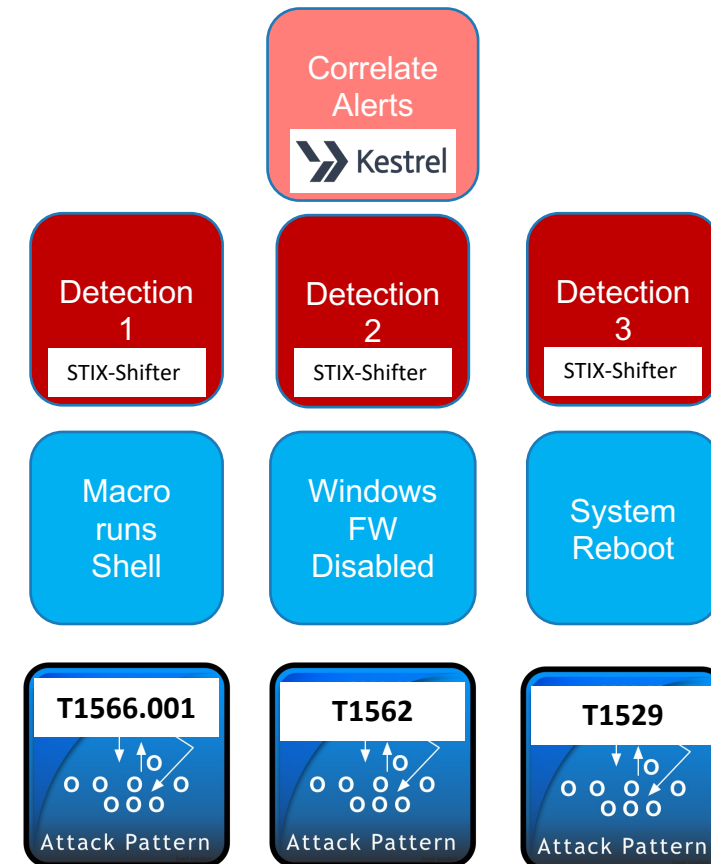 Correlate
Alerts
Kestrel
Detection
1
STIX-Shifter
Detection
2
STIX-Shifter
Detection
3
STIX-Shifter
Macro
runs
Shell
Windows
FW
Disabled
System
Reboot
T1566.001
O
O O O O
O O O
Attack Pattern
T1562
O
O O O O
O O O
Attack Pattern
T1529
O
O O O O
O O O
Attack Pattern